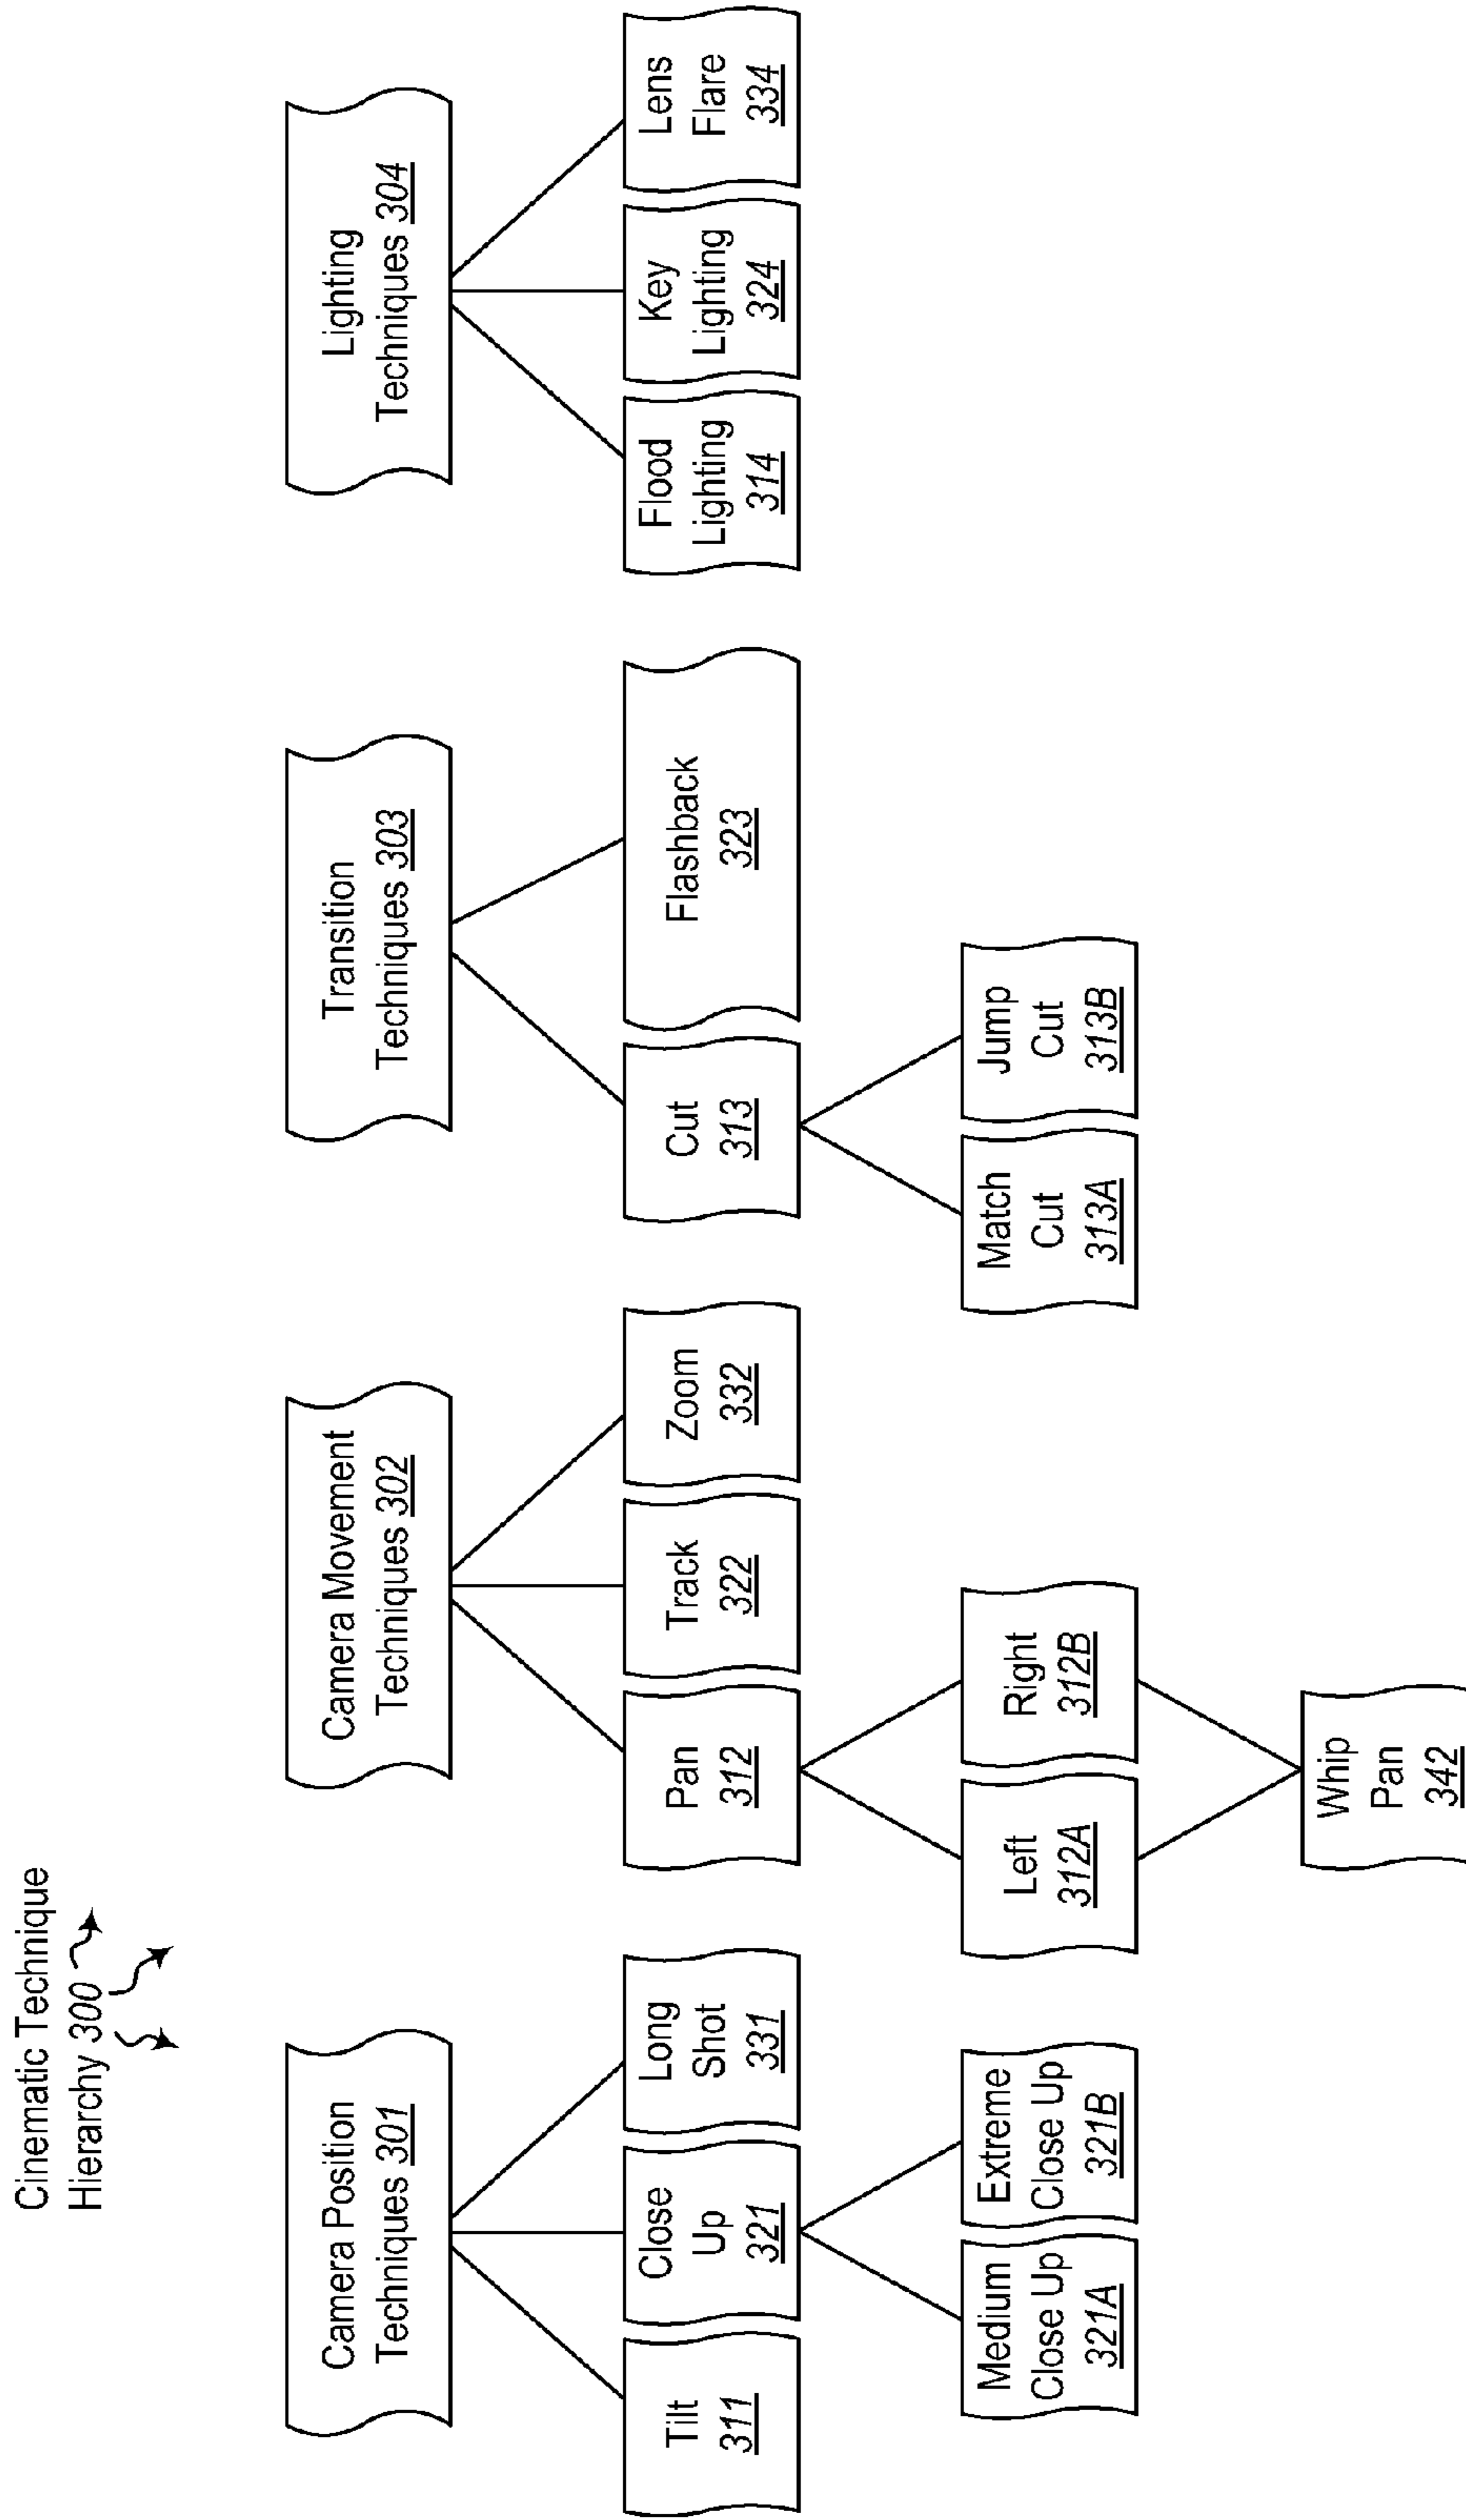 Cinematic Technique
Hierarchy 300
Camera Position
Techniques 301
Camera Movement
Techniques 302
Transition
Techniques 303
Lighting
Techniques 304
Tilt
311
Close
Up
321
Long
Shot
331
Pan
312
Track
322
Zoom
332
Cut
313
Flashback
323
Flood
Lighting
314
Key
Lighting
324
Lens
Flare
334
Medium
Close Up
321A
Extreme
Close Up
321B
Left
312A
Right
312B
Match
Cut
313A
Jump
Cut
313B
Whip
Pan
342